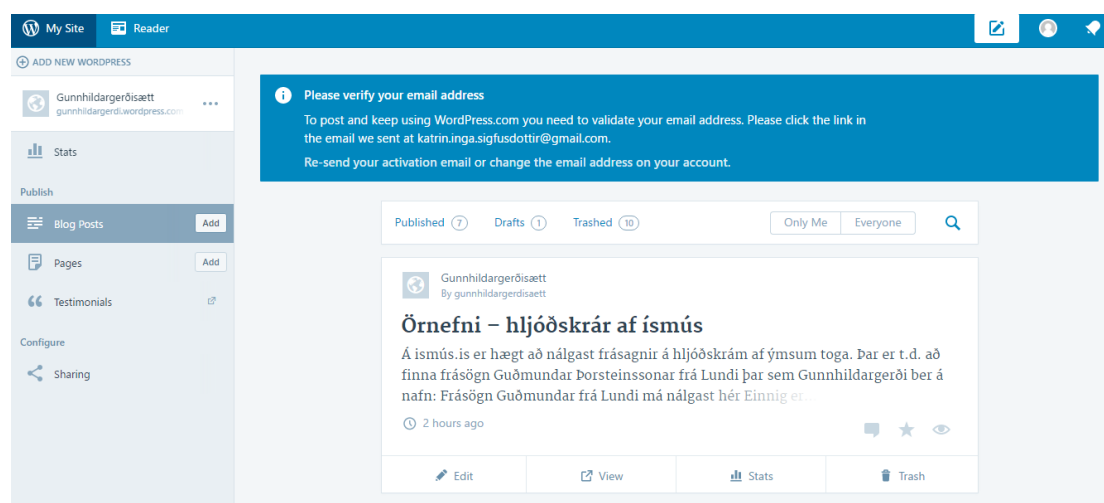 My Site
Reader
ADD NEW WORDPRESS
Gunnhildargerðisætt
gunnhildargerdi.wordpress.com
Stats
Publish
Blog Posts
Add
Pages
Add
Testimonials
Configure
Sharing
Please verify your email address
To post and keep using WordPress.com you need to validate your email address. Please click the link in
the email we sent at katrin.inga.sigfusdottir@gmail.com.
Re-send your activation email or change the email address on your account.
Published 7 Drafts 1 Trashed 10 Only Me Everyone
Gunnhildargerðisætt
By gunnhildargerdisaett
Örnefni – hljóðskrár af ísmús
Á ismús.is er hægt að nálgast frásagnir á hljóðskrám af ýmsum toga. Þar er t.d. að
finna frásögn Guðmundar Þorsteinssonar frá Lundi þar sem Gunnhildargerði ber á
nafn: Frásögn Guðmundar frá Lundi má nálgast hér Einnig er...
2 hours ago
Edit View Stats Trash